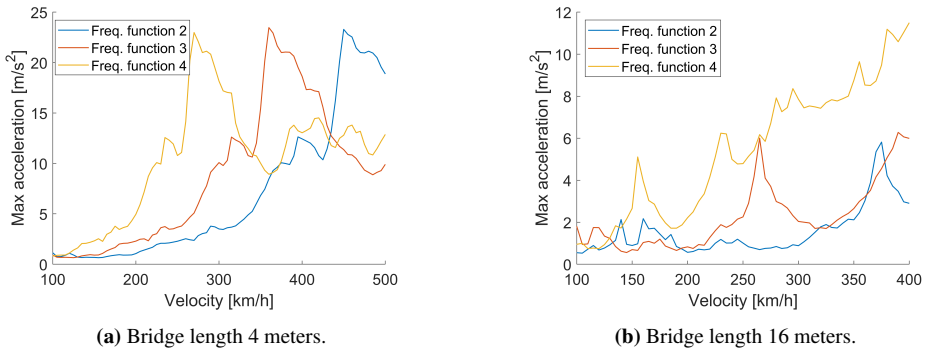 25
20
15
10
5
0
Max acceleration [m/s²]
Freq. function 2
Freq. function 3
Freq. function 4
100 200 300 400 500
Velocity [km/h]
(a) Bridge length 4 meters.
12
10
8
6
4
2
0
Max acceleration [m/s²]
Freq. function 2
Freq. function 3
Freq. function 4
100 150 200 250 300 350 400
Velocity [km/h]
(b) Bridge length 16 meters.